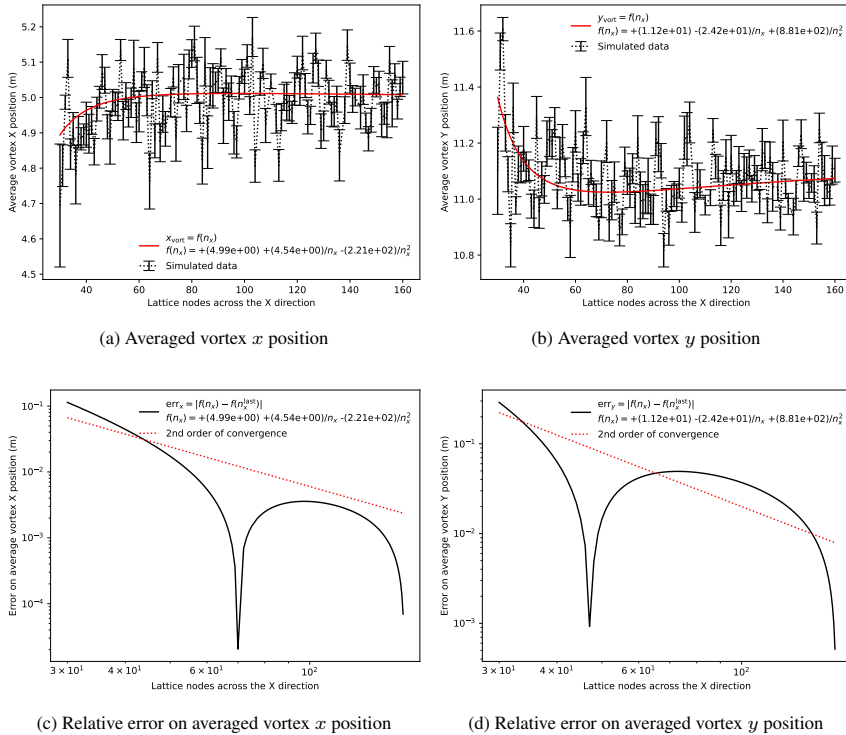 5.2
5.1
5.0
4.9
4.8
4.7
4.6
4.5
Average vortex X position (m)
x_vort = f(n_x)
f(n_x) = +(4.99e+00) +(4.54e+00)/n_x -(2.21e+02)/n_x^2
Simulated data
40 60 80 100 120 140 160
Lattice nodes across the X direction
(a) Averaged vortex x position
11.6
11.4
11.2
11.0
10.8
Average vortex Y position (m)
y_vort = f(n_x)
f(n_x) = +(1.12e+01) -(2.42e+01)/n_x +(8.81e+02)/n_x^2
Simulated data
40 60 80 100 120 140 160
Lattice nodes across the X direction
(b) Averaged vortex y position
10^-1
10^-2
10^-3
10^-4
Error on average vortex X position (m)
err_x = |f(n_x) − f(n_x^last)|
f(n_x) = +(4.99e+00) +(4.54e+00)/n_x -(2.21e+02)/n_x^2
2nd order of convergence
3 × 10^1 4 × 10^1 6 × 10^1 10^2
Lattice nodes across the X direction
(c) Relative error on averaged vortex x position
10^-1
10^-2
10^-3
Error on average vortex Y position (m)
err_y = |f(n_x) − f(n_x^last)|
f(n_x) = +(1.12e+01) -(2.42e+01)/n_x +(8.81e+02)/n_x^2
2nd order of convergence
3 × 10^1 4 × 10^1 6 × 10^1 10^2
Lattice nodes across the X direction
(d) Relative error on averaged vortex y position